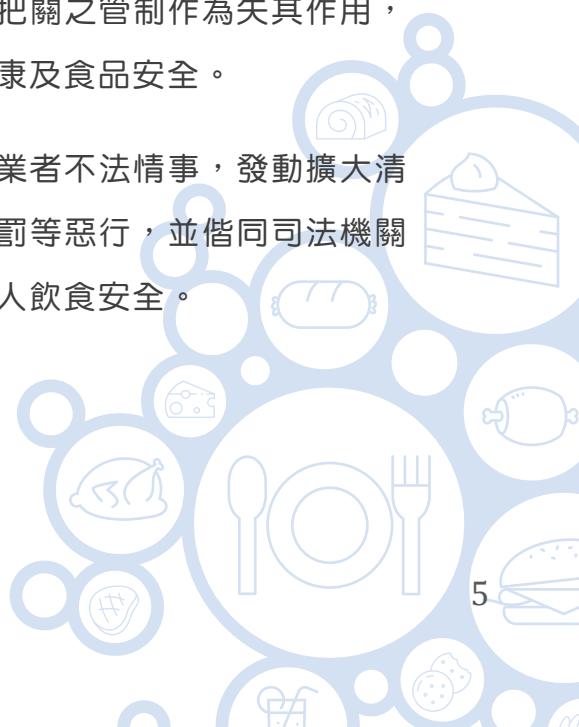 把關之管制作為失其作用，
康及食品安全。
業者不法情事，發動擴大清
罰等惡行，並偕同司法機關
人飲食安全。
5